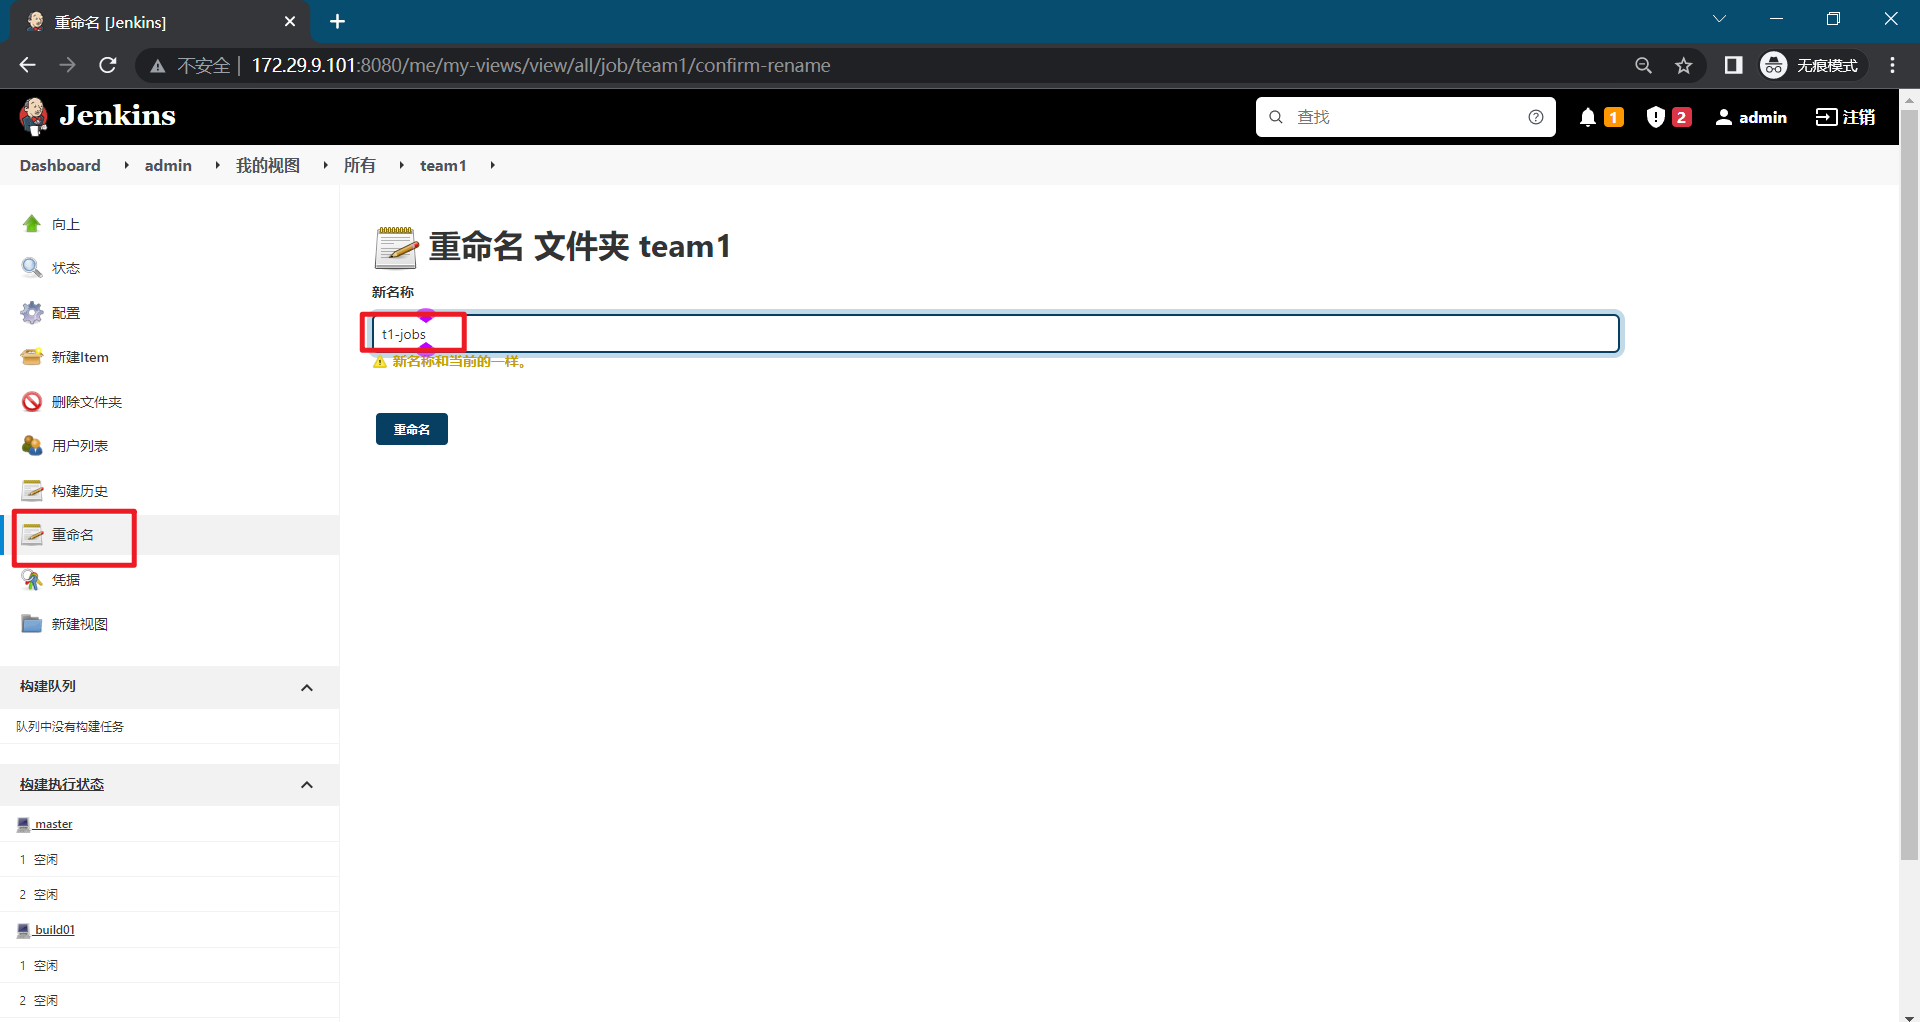 重命名 [Jenkins]
不安全 172.29.9.101:8080/me/my-views/view/all/job/team1/confirm-rename
无痕模式
Jenkins
查找
1
2
admin
注销
Dashboard admin 我的视图 所有 team1
向上
状态
配置
新建Item
删除文件夹
用户列表
构建历史
重命名
凭据
新建视图
构建队列
队列中没有构建任务
构建执行状态
master
1 空闲
2 空闲
build01
1 空闲
2 空闲
重命名 文件夹 team1
新名称
t1-jobs
新名称和当前的一样。
重命名